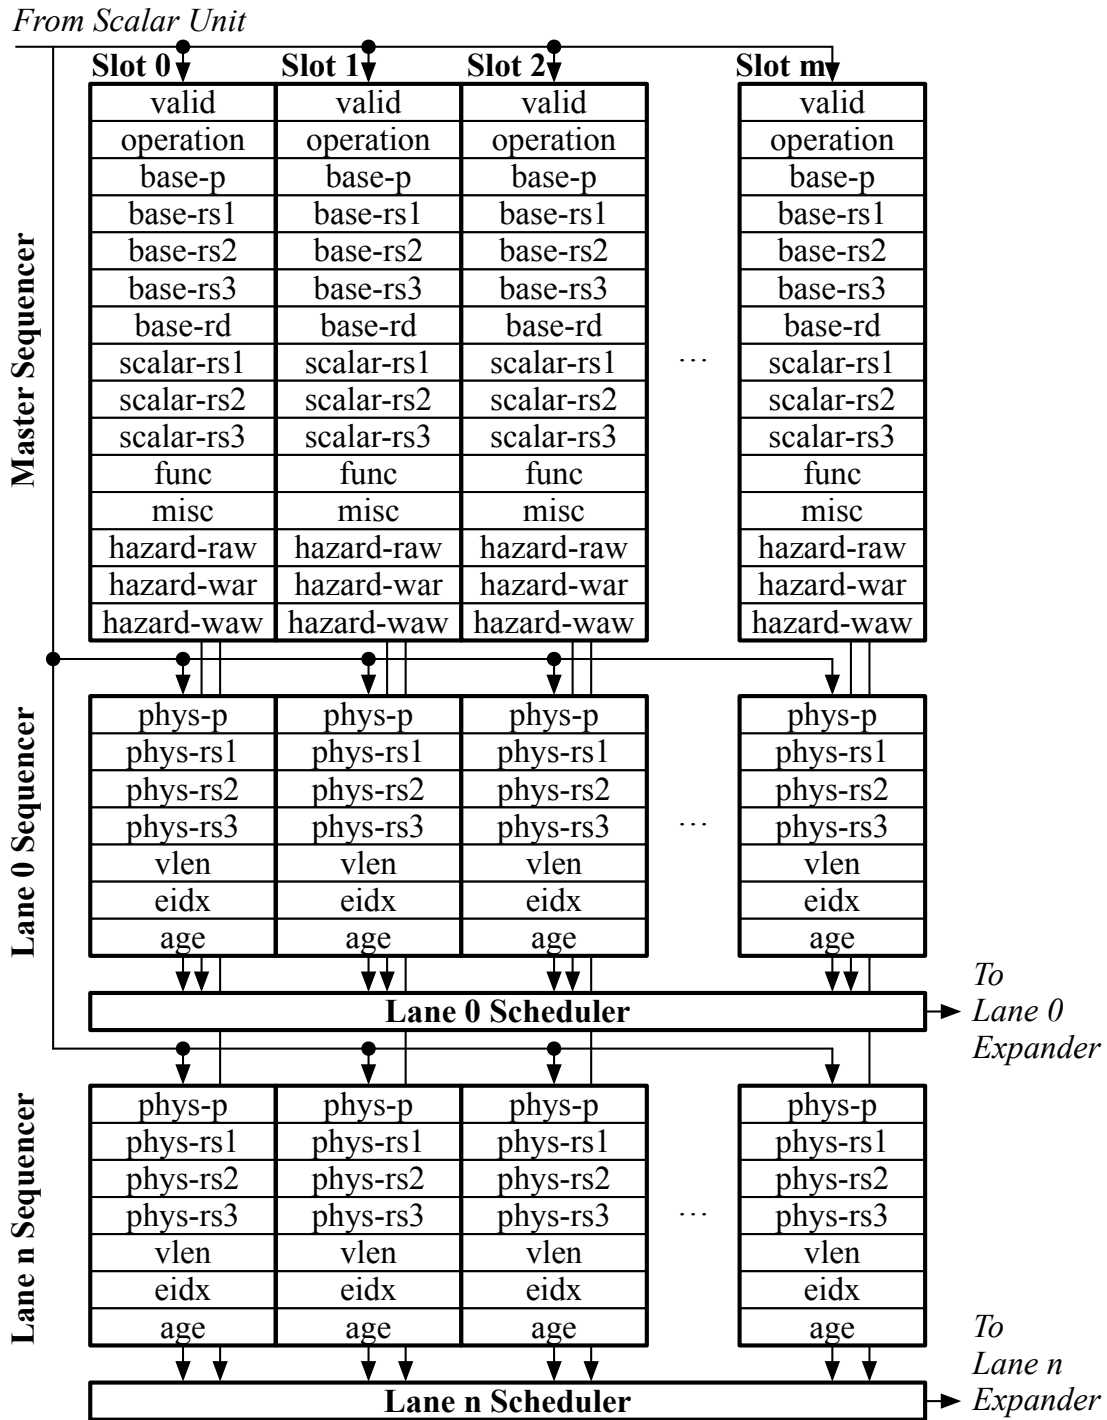 From Scalar Unit
Slot 0 Slot 1 Slot 2 Slot m
Master Sequencer
valid valid valid valid
operation operation operation operation
base-p base-p base-p base-p
base-rs1 base-rs1 base-rs1 base-rs1
base-rs2 base-rs2 base-rs2 base-rs2
base-rs3 base-rs3 base-rs3 base-rs3
base-rd base-rd base-rd base-rd
scalar-rs1 scalar-rs1 scalar-rs1 ... scalar-rs1
scalar-rs2 scalar-rs2 scalar-rs2 scalar-rs2
scalar-rs3 scalar-rs3 scalar-rs3 scalar-rs3
func func func func
misc misc misc misc
hazard-raw hazard-raw hazard-raw hazard-raw
hazard-war hazard-war hazard-war hazard-war
hazard-waw hazard-waw hazard-waw hazard-waw
Lane 0 Sequencer
phys-p phys-p phys-p phys-p
phys-rs1 phys-rs1 phys-rs1 phys-rs1
phys-rs2 phys-rs2 phys-rs2 phys-rs2
phys-rs3 phys-rs3 phys-rs3 ... phys-rs3
vlen vlen vlen vlen
eidx eidx eidx eidx
age age age age
Lane 0 Scheduler
To
Lane 0
Expander
Lane n Sequencer
phys-p phys-p phys-p phys-p
phys-rs1 phys-rs1 phys-rs1 phys-rs1
phys-rs2 phys-rs2 phys-rs2 phys-rs2
phys-rs3 phys-rs3 phys-rs3 ... phys-rs3
vlen vlen vlen vlen
eidx eidx eidx eidx
age age age age
Lane n Scheduler
To
Lane n
Expander